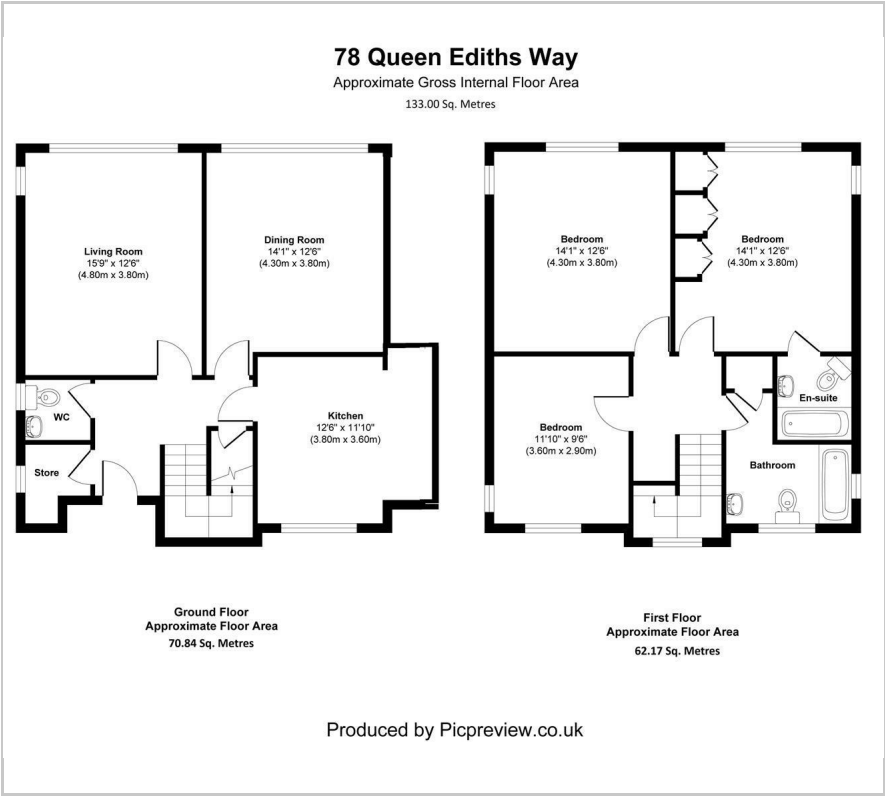 78 Queen Ediths Way
Approximate Gross Internal Floor Area
133.00 Sq. Metres
Living Room
15'9" x 12'6"
(4.80m x 3.80m)
Dining Room
14'1" x 12'6"
(4.30m x 3.80m)
WC
Store
Kitchen
12'6" x 11'10"
(3.80m x 3.60m)
Bedroom
14'1" x 12'6"
(4.30m x 3.80m)
Bedroom
14'1" x 12'6"
(4.30m x 3.80m)
En-suite
Bedroom
11'10" x 9'6"
(3.60m x 2.90m)
Bathroom
Ground Floor
Approximate Floor Area
70.84 Sq. Metres
First Floor
Approximate Floor Area
62.17 Sq. Metres
Produced by Picpreview.co.uk